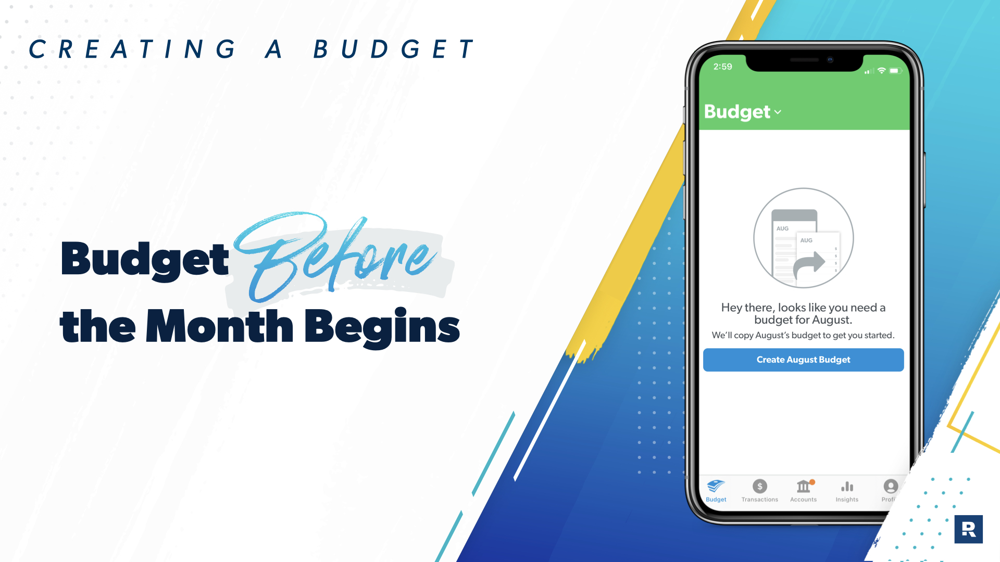 CREATING A BUDGET
Budget Before
the Month Begins
2:59
Budget
AUG
AUG
$
$
$
$
Hey there, looks like you need a
budget for August.
We'll copy August's budget to get you started.
Create August Budget
$
Budget Transactions Accounts Insights Profi
R